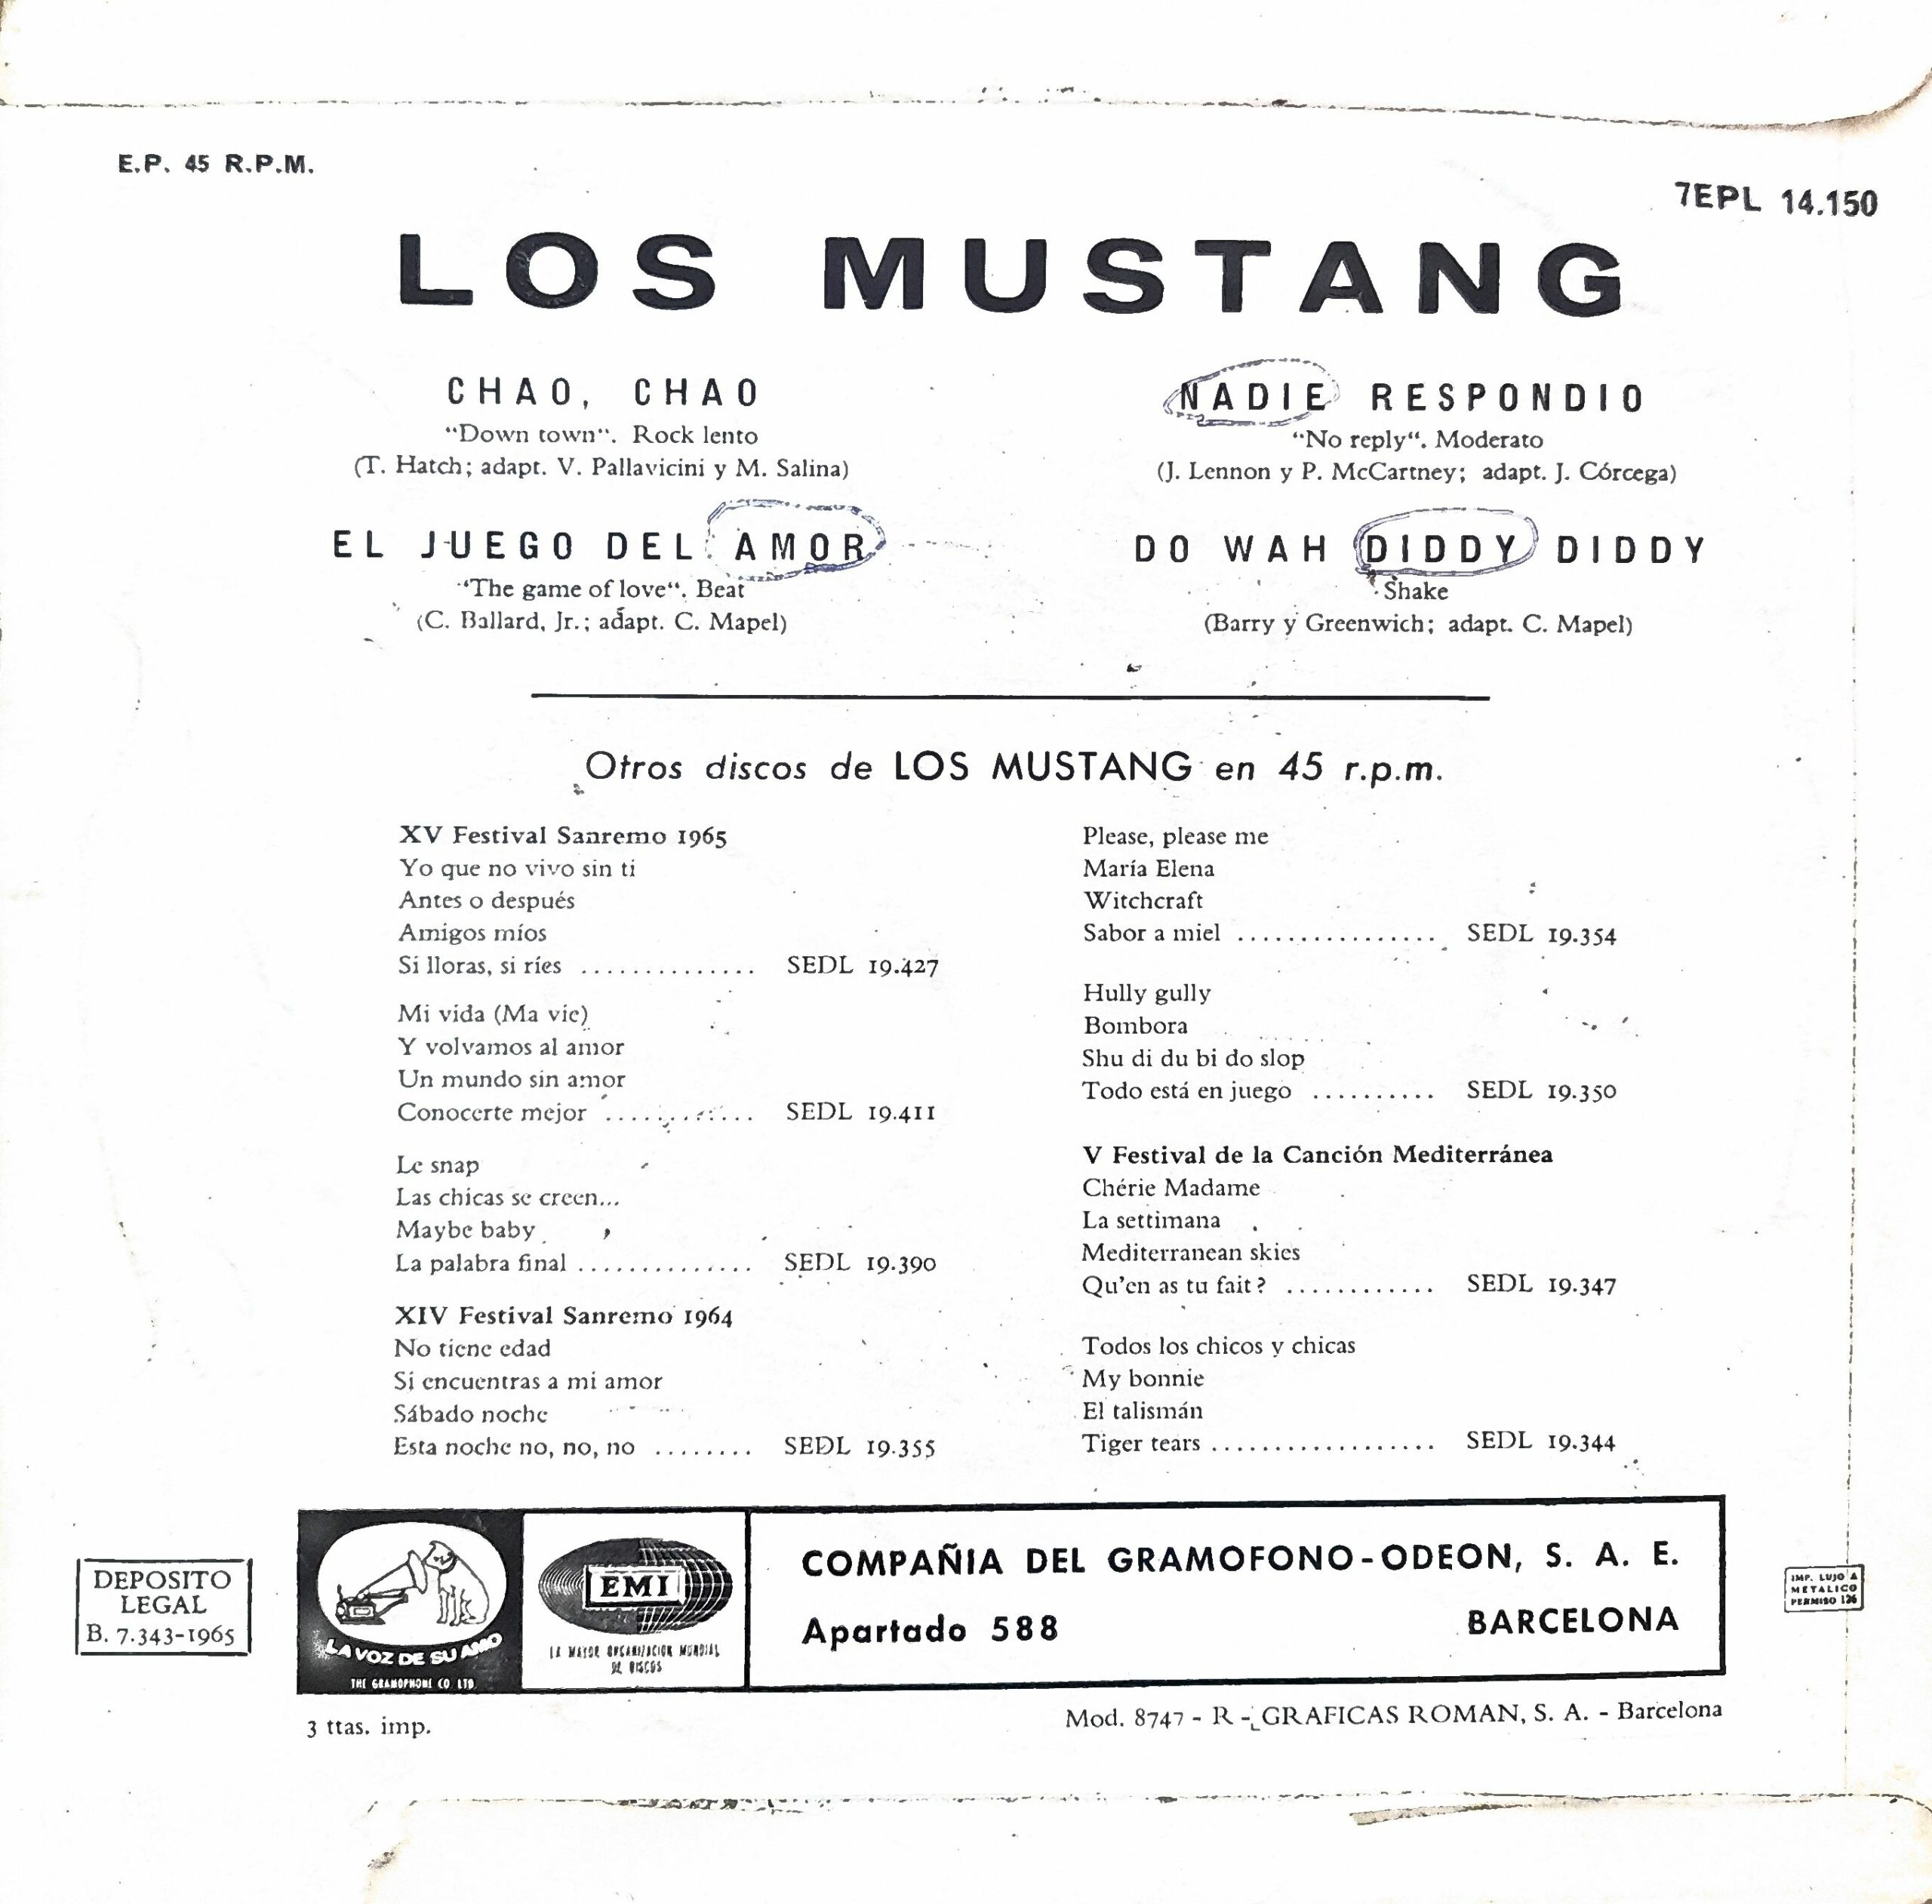 E.P. 45 R.P.M.
7EPL 14.150
LOS MUSTANG
CHAO, CHAO
"Down town". Rock lento
(T. Hatch; adapt. V. Pallavicini y M. Salina)
EL JUEGO DEL AMOR
"The game of love". Beat
(C. Ballard, Jr.; adapt. C. Mapel)
NADIE RESPONDIO
"No reply". Moderato
(J. Lennon y P. McCartney; adapt. J. Córcega)
DO WAH DIDDY DIDDY
Shake
(Barry y Greenwich; adapt. C. Mapel)
Otros discos de LOS MUSTANG en 45 r.p.m.
XV Festival Sanremo 1965
Yo que no vivo sin ti
Antes o después
Amigos míos
Si lloras, si ríes .............. SEDL 19.427
Mi vida (Ma vie)
Y volvamos al amor
Un mundo sin amor
Conocerte mejor ............ SEDL 19.411
Le snap
Las chicas se creen...
Maybe baby
La palabra final .............. SEDL 19.390
XIV Festival Sanremo 1964
No tiene edad
Si encuentras a mi amor
Sábado noche
Esta noche no, no, no ........ SEDL 19.355
Please, please me
María Elena
Witchcraft
Sabor a miel ................ SEDL 19.354
Hully gully
Bombora
Shu di du bi do slop
Todo está en juego .......... SEDL 19.350
V Festival de la Canción Mediterránea
Chérie Madame
La settimana
Mediterranean skies
Qu'en as tu fait? ............ SEDL 19.347
Todos los chicos y chicas
My bonnie
El talismán
Tiger tears .................. SEDL 19.344
DEPOSITO
LEGAL
B. 7.343-1965
LA VOZ DE SU AMO
THE GRAMOPHONE CO. LTD.
EMI
LA MAYOR ORGANIZACION MUNDIAL
DE DISCOS
COMPAÑIA DEL GRAMOFONO-ODEON, S. A. E.
Apartado 588 BARCELONA
IMP. LUJO A
METALICO
PERMISO 126
3 ttas. imp.
Mod. 8747 - R - GRAFICAS ROMAN, S. A. - Barcelona